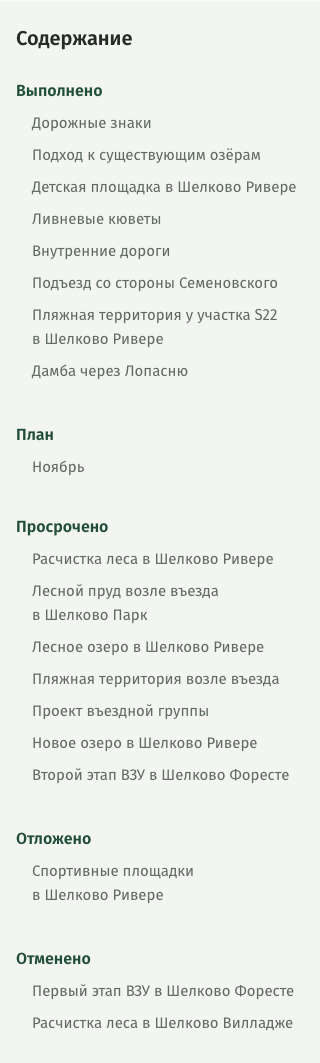 Содержание
Выполнено
Дорожные знаки
Подход к существующим озёрам
Детская площадка в Шелково Ривере
Ливневые кюветы
Внутренние дороги
Подъезд со стороны Семеновского
Пляжная территория у участка S22
в Шелково Ривере
Дамба через Лопасню
План
Ноябрь
Просрочено
Расчистка леса в Шелково Ривере
Лесной пруд возле въезда
в Шелково Парк
Лесное озеро в Шелково Ривере
Пляжная территория возле въезда
Проект въездной группы
Новое озеро в Шелково Ривере
Второй этап ВЗУ в Шелково Форесте
Отложено
Спортивные площадки
в Шелково Ривере
Отменено
Первый этап ВЗУ в Шелково Форесте
Расчистка леса в Шелково Вилладже